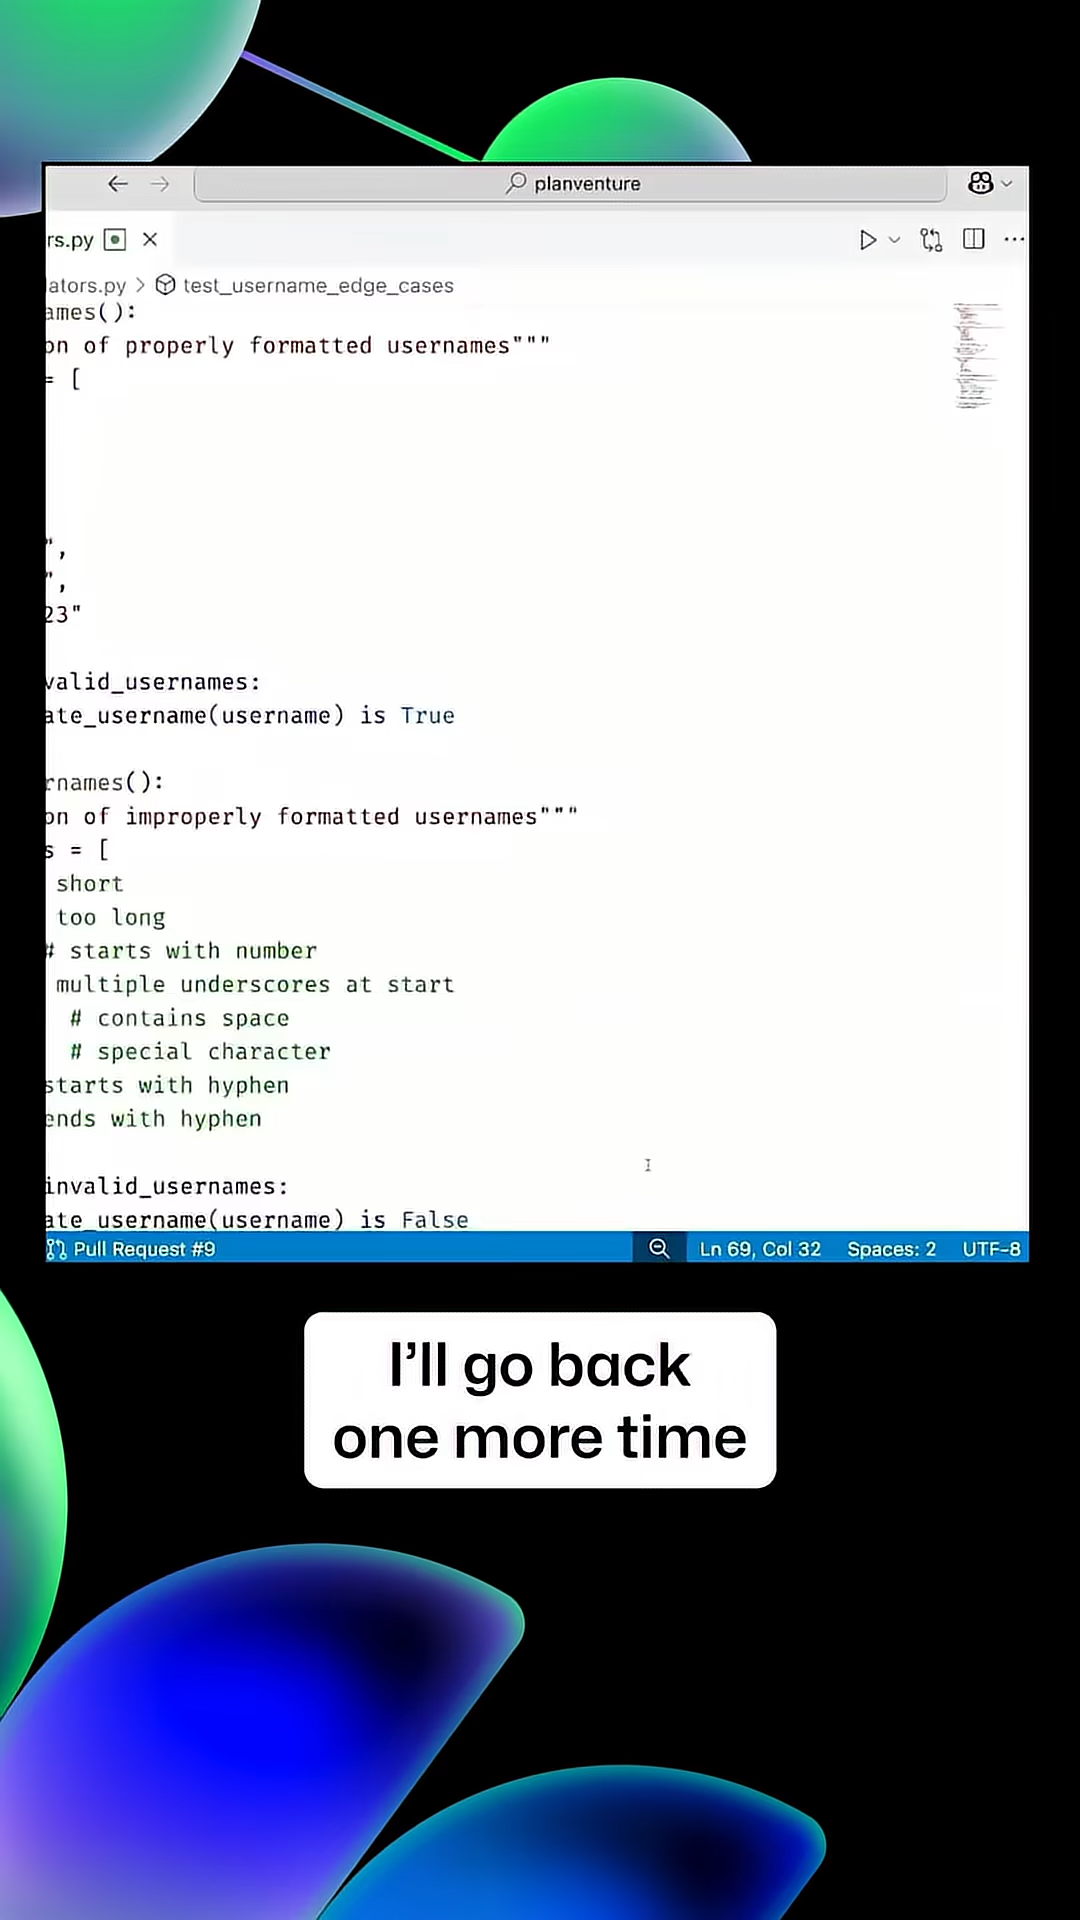 planventure
rs.py
lators.py > test_username_edge_cases
ames():
on of properly formatted usernames"""
= [
",
",
23"
valid_usernames:
ate_username(username) is True
rnames():
on of improperly formatted usernames"""
s = [
short
too long
# starts with number
multiple underscores at start
# contains space
# special character
starts with hyphen
ends with hyphen
invalid_usernames:
ate_username(username) is False
Pull Request #9 Ln 69, Col 32 Spaces: 2 UTF-8
I'll go back
one more time